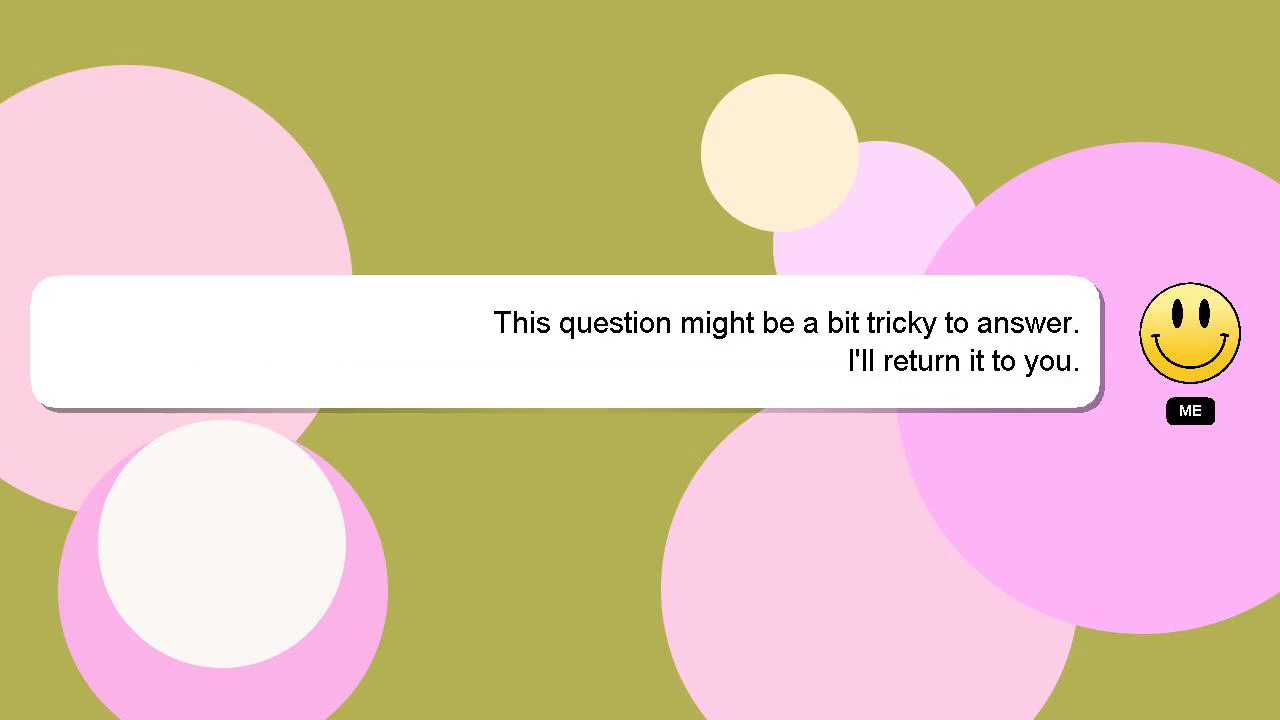 This question might be a bit tricky to answer.
I'll return it to you.
ME